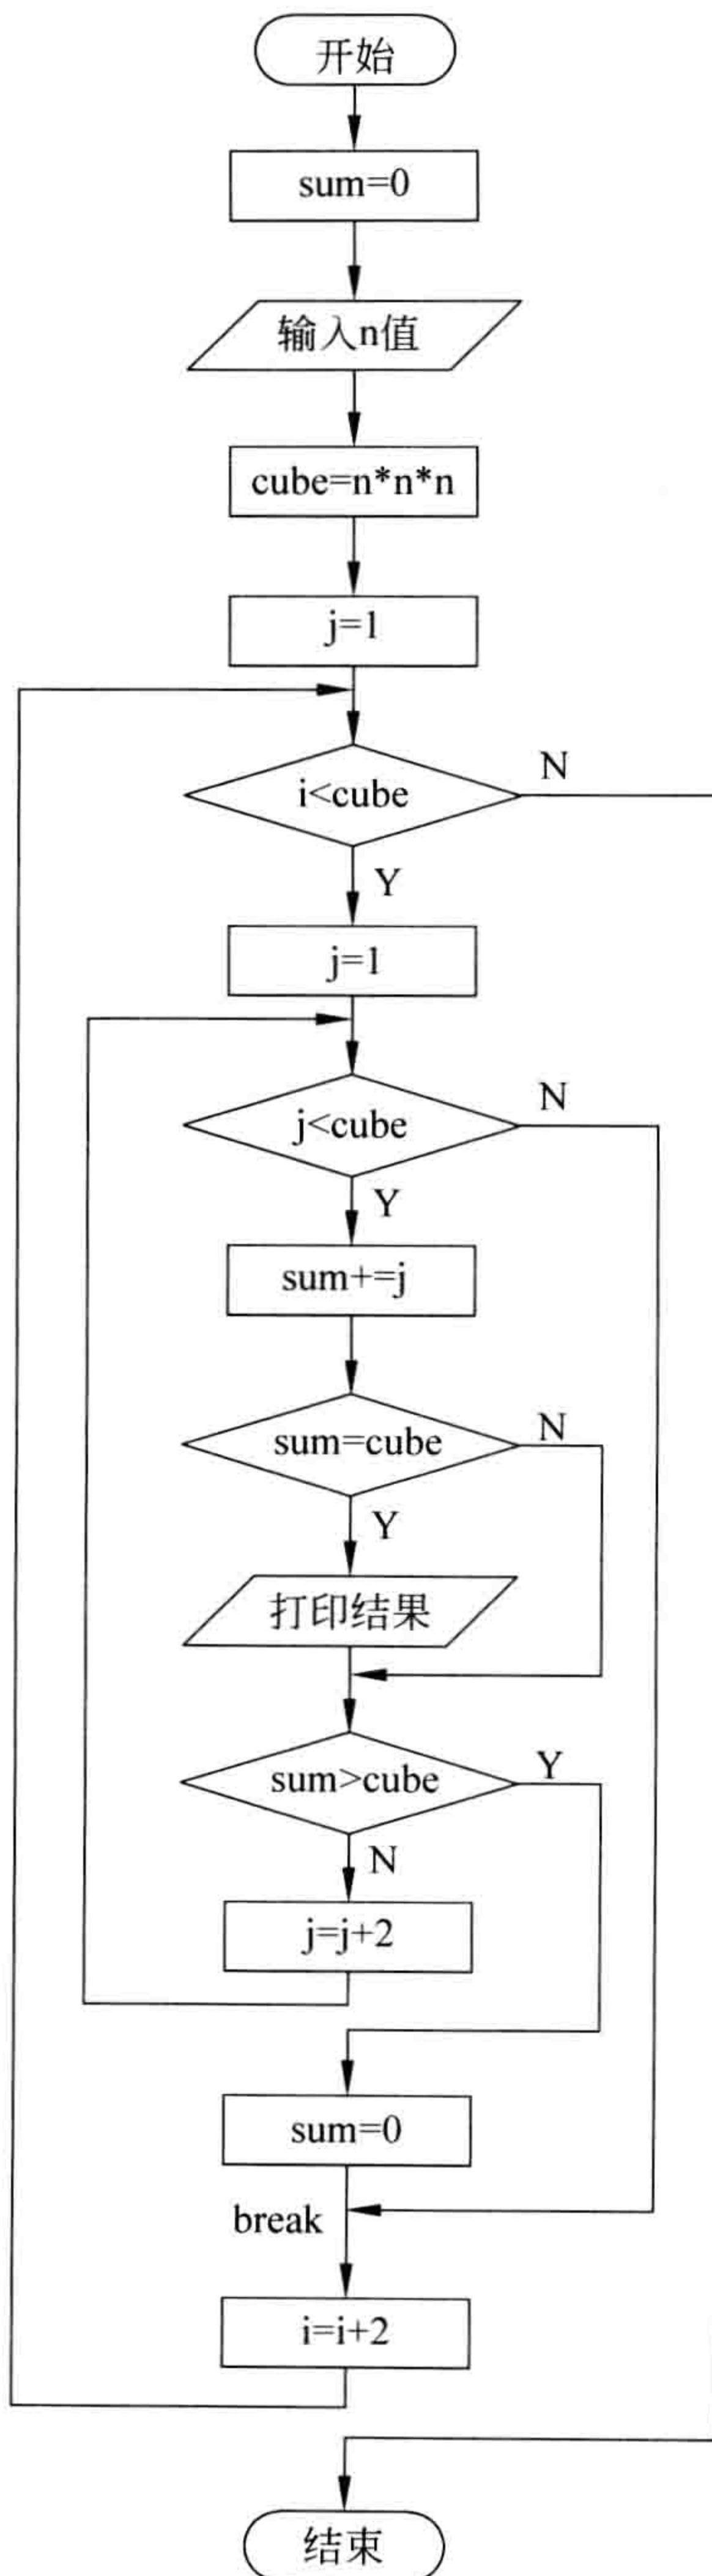 开始
sum=0
输入n值
cube=n*n*n
j=1
i<cube
N
Y
j=1
j<cube
N
Y
sum+=j
sum=cube
N
Y
打印结果
sum>cube
Y
N
j=j+2
sum=0
break
i=i+2
结束